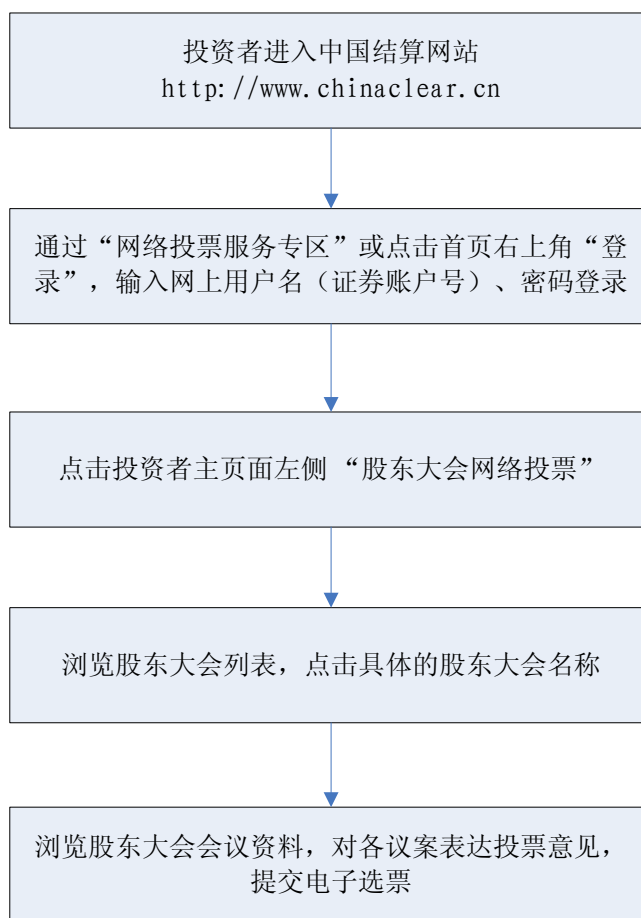 投资者进入中国结算网站
http://www.chinaclear.cn
通过“网络投票服务专区”或点击首页右上角“登
录”，输入网上用户名（证券账户号）、密码登录
点击投资者主页面左侧 “股东大会网络投票”
浏览股东大会列表，点击具体的股东大会名称
浏览股东大会会议资料，对各议案表达投票意见，
提交电子选票